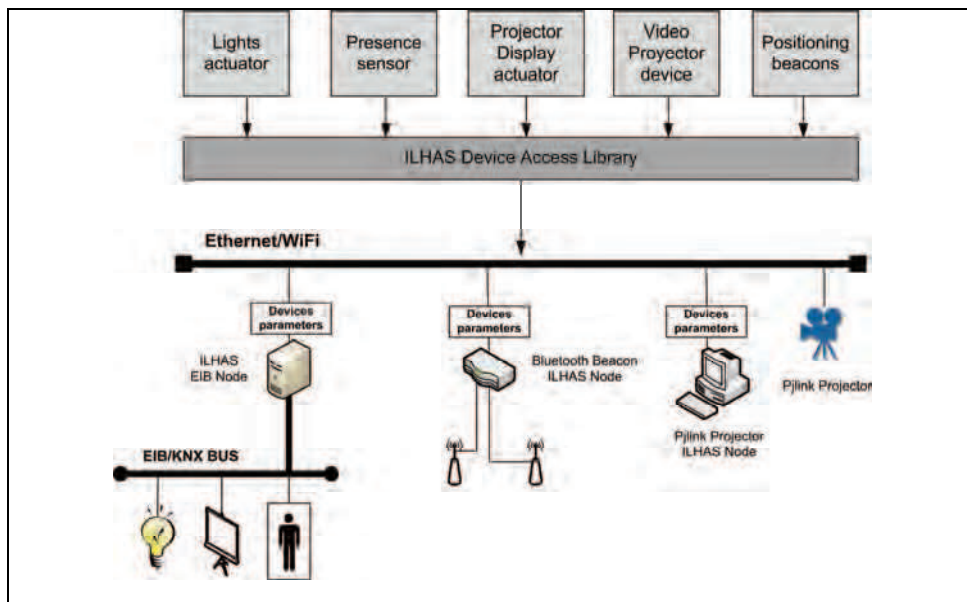 Lights
actuator
Presence
sensor
Projector
Display
actuator
Video
Proyector
device
Positioning
beacons
ILHAS Device Access Library
Ethernet/WiFi
Devices
parameters
Devices
parameters
Devices
parameters
ILHAS
EIB Node
Bluetooth Beacon
ILHAS Node
Pjlink Projector
Pjlink Projector
ILHAS Node
EIB/KNX BUS